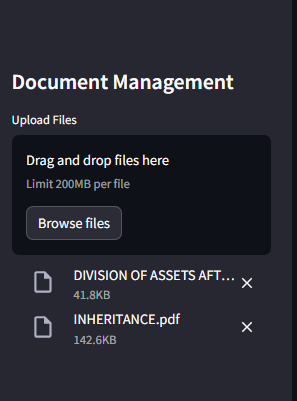 Document Management
Upload Files
Drag and drop files here
Limit 200MB per file
Browse files
DIVISION OF ASSETS AFT...
41.8KB
INHERITANCE.pdf
142.6KB